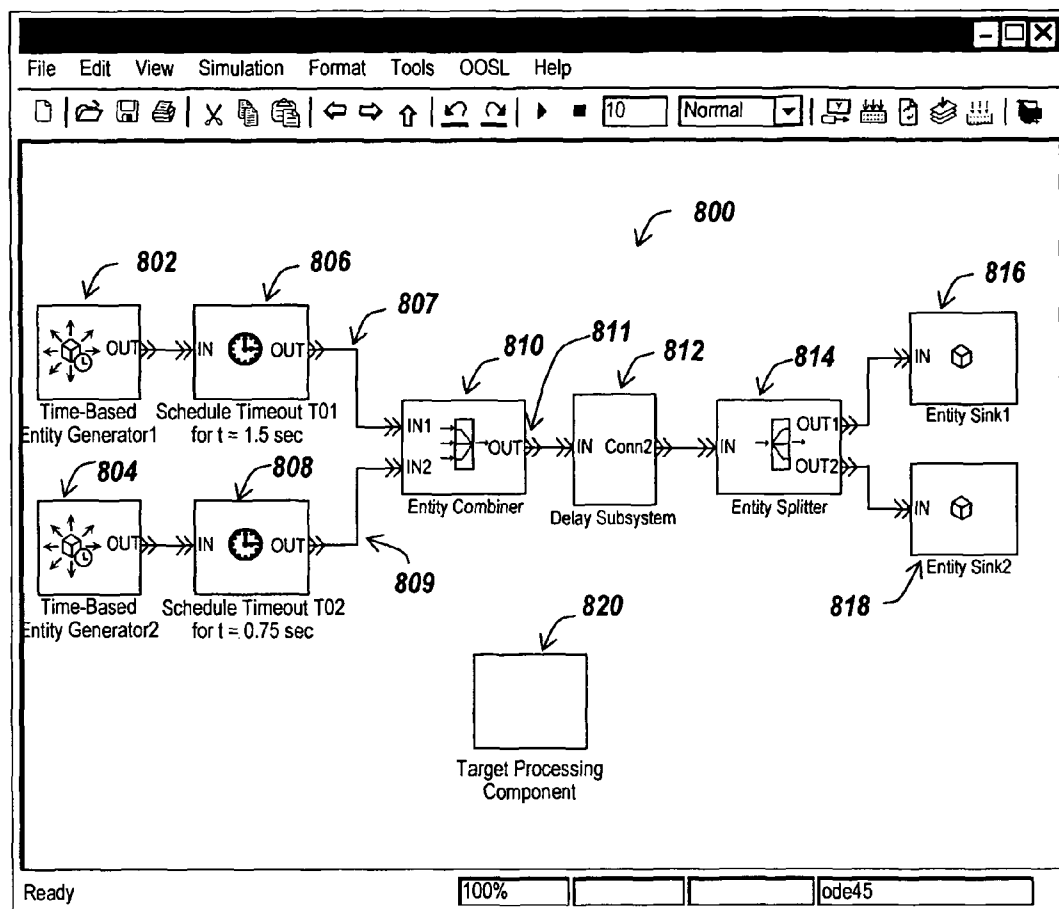 File Edit View Simulation Format Tools OOSL Help
10 Normal
800
802
806
807
810
811
812
814
816
OUT
IN OUT
Time-Based
Entity Generator1
Schedule Timeout T01
for t = 1.5 sec
IN1
IN2
OUT
Entity Combiner
IN Conn2
Delay Subsystem
IN
OUT1
OUT2
Entity Splitter
IN
Entity Sink1
804
808
809
OUT
IN OUT
Time-Based
Entity Generator2
Schedule Timeout T02
for t = 0.75 sec
IN
Entity Sink2
818
820
Target Processing
Component
Ready 100% ode45